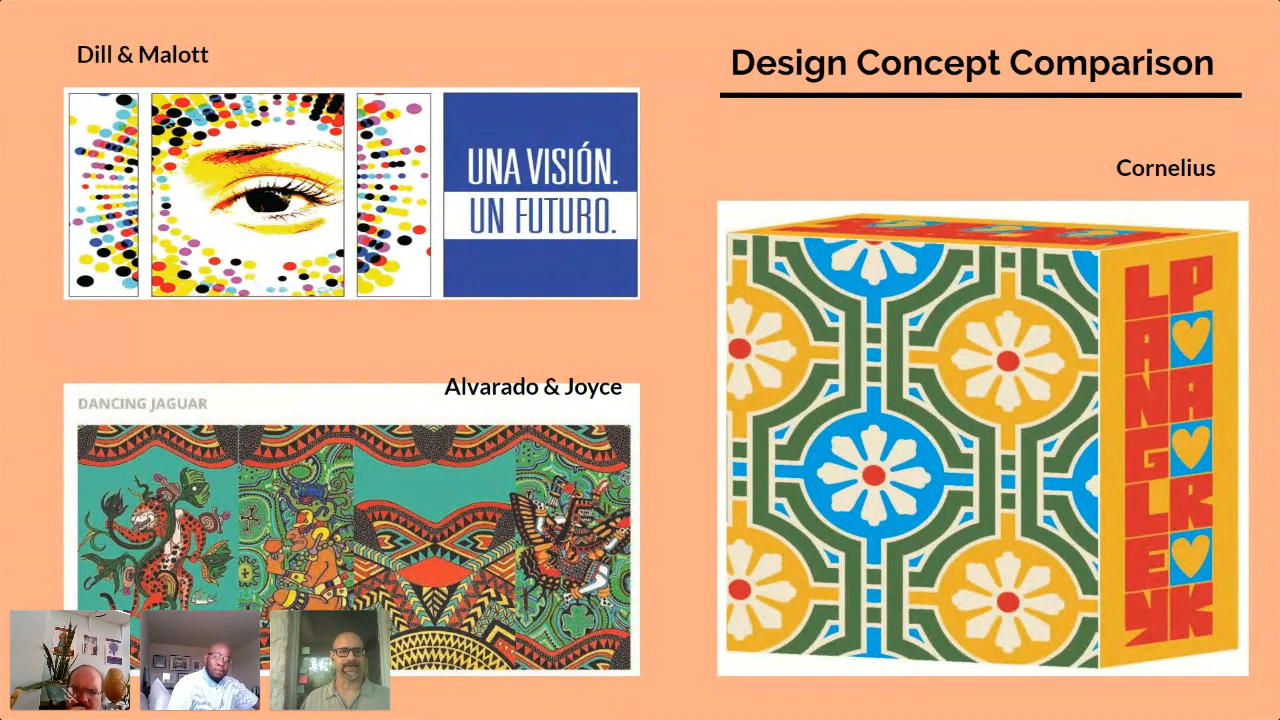 Dill & Malott
Design Concept Comparison
UNA VISIÓN.
UN FUTURO.
Cornelius
Alvarado & Joyce
DANCING JAGUAR
LANGLEY
PARK